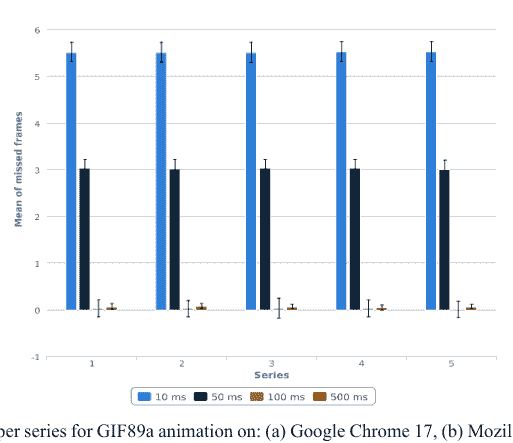 6
5
4
3
2
1
0
-1
Mean of missed frames
1 2 3 4 5
Series
10 ms 50 ms 100 ms 500 ms
per series for GIF89a animation on: (a) Google Chrome 17, (b) Mozil